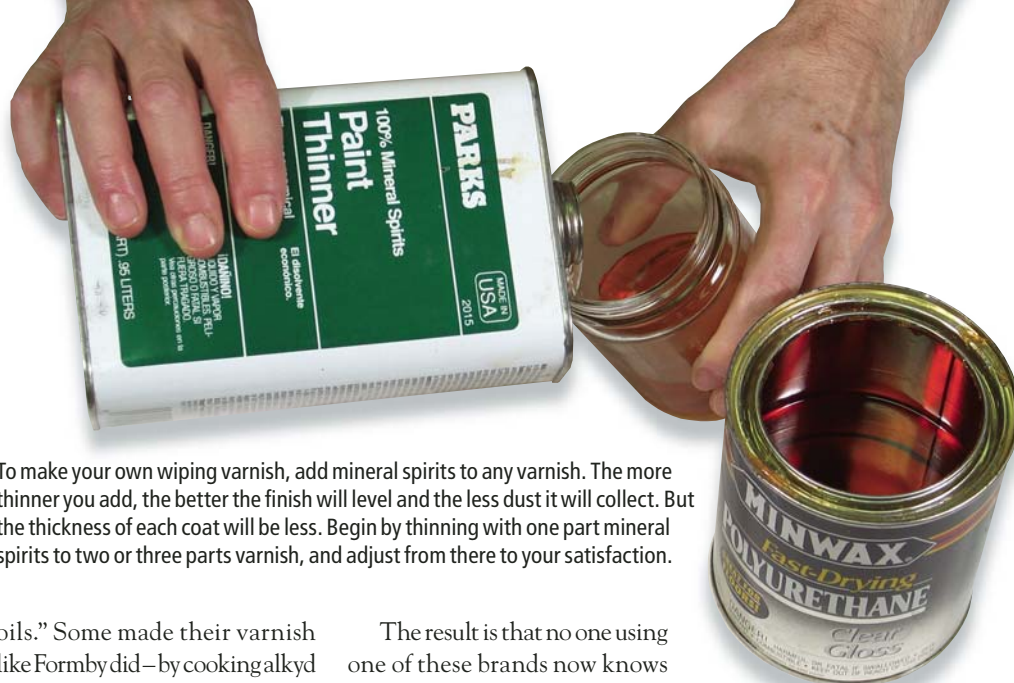 PARKS
100% Mineral Spirits
Paint
Thinner
MADE IN
USA
2015
El disolvente
económico.
DANGER!
¡DAÑINO!
.95 LITERS
MINWAX
Fast-Drying
POLYURETHANE
Clear
Gloss
To make your own wiping varnish, add mineral spirits to any varnish. The more
thinner you add, the better the finish will level and the less dust it will collect. But
the thickness of each coat will be less. Begin by thinning with one part mineral
spirits to two or three parts varnish, and adjust from there to your satisfaction.
oils.” Some made their varnish
like Formby did – by cooking alkyd
The result is that no one using
one of these brands now knows